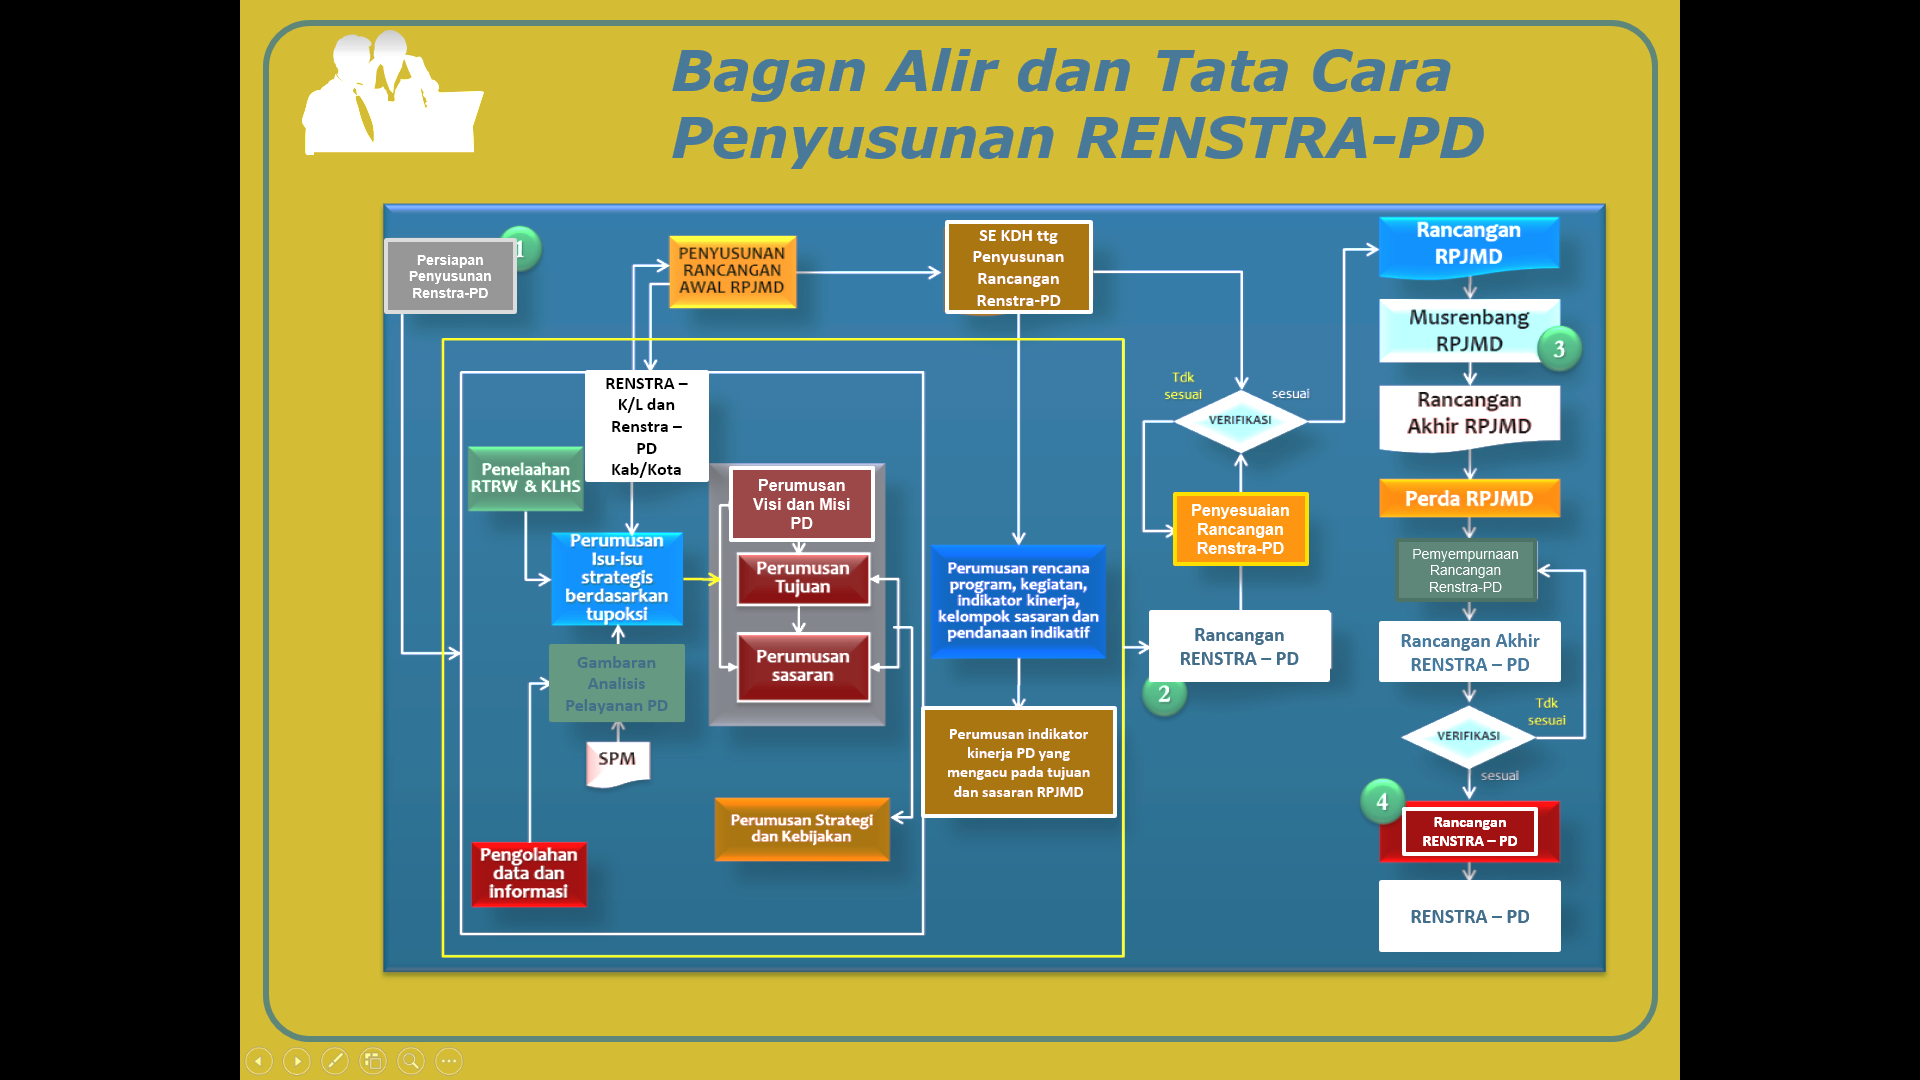 Bagan Alir dan Tata Cara
Penyusunan RENSTRA-PD
1
Persiapan
Penyusunan
Renstra-PD
PENYUSUNAN
RANCANGAN
AWAL RPJMD
SE KDH ttg
Penyusunan
Rancangan
Renstra-PD
RENSTRA –
K/L dan
Renstra –
PD
Kab/Kota
Penelaahan
RTRW & KLHS
Perumusan
Isu-isu
strategis
berdasarkan
tupoksi
Gambaran
Analisis
Pelayanan PD
SPM
Pengolahan
data dan
informasi
Perumusan
Visi dan Misi
PD
Perumusan
Tujuan
Perumusan
sasaran
Perumusan Strategi
dan Kebijakan
Perumusan rencana
program, kegiatan,
indikator kinerja,
kelompok sasaran dan
pendanaan indikatif
Perumusan indikator
kinerja PD yang
mengacu pada tujuan
dan sasaran RPJMD
Tdk
sesuai
sesuai
VERIFIKASI
Penyesuaian
Rancangan
Renstra-PD
Rancangan
RENSTRA – PD
2
Rancangan
RPJMD
Musrenbang
RPJMD
3
Rancangan
Akhir RPJMD
Perda RPJMD
Pemyempurnaan
Rancangan
Renstra-PD
Rancangan Akhir
RENSTRA – PD
Tdk
sesuai
VERIFIKASI
sesuai
4
Rancangan
RENSTRA – PD
RENSTRA – PD